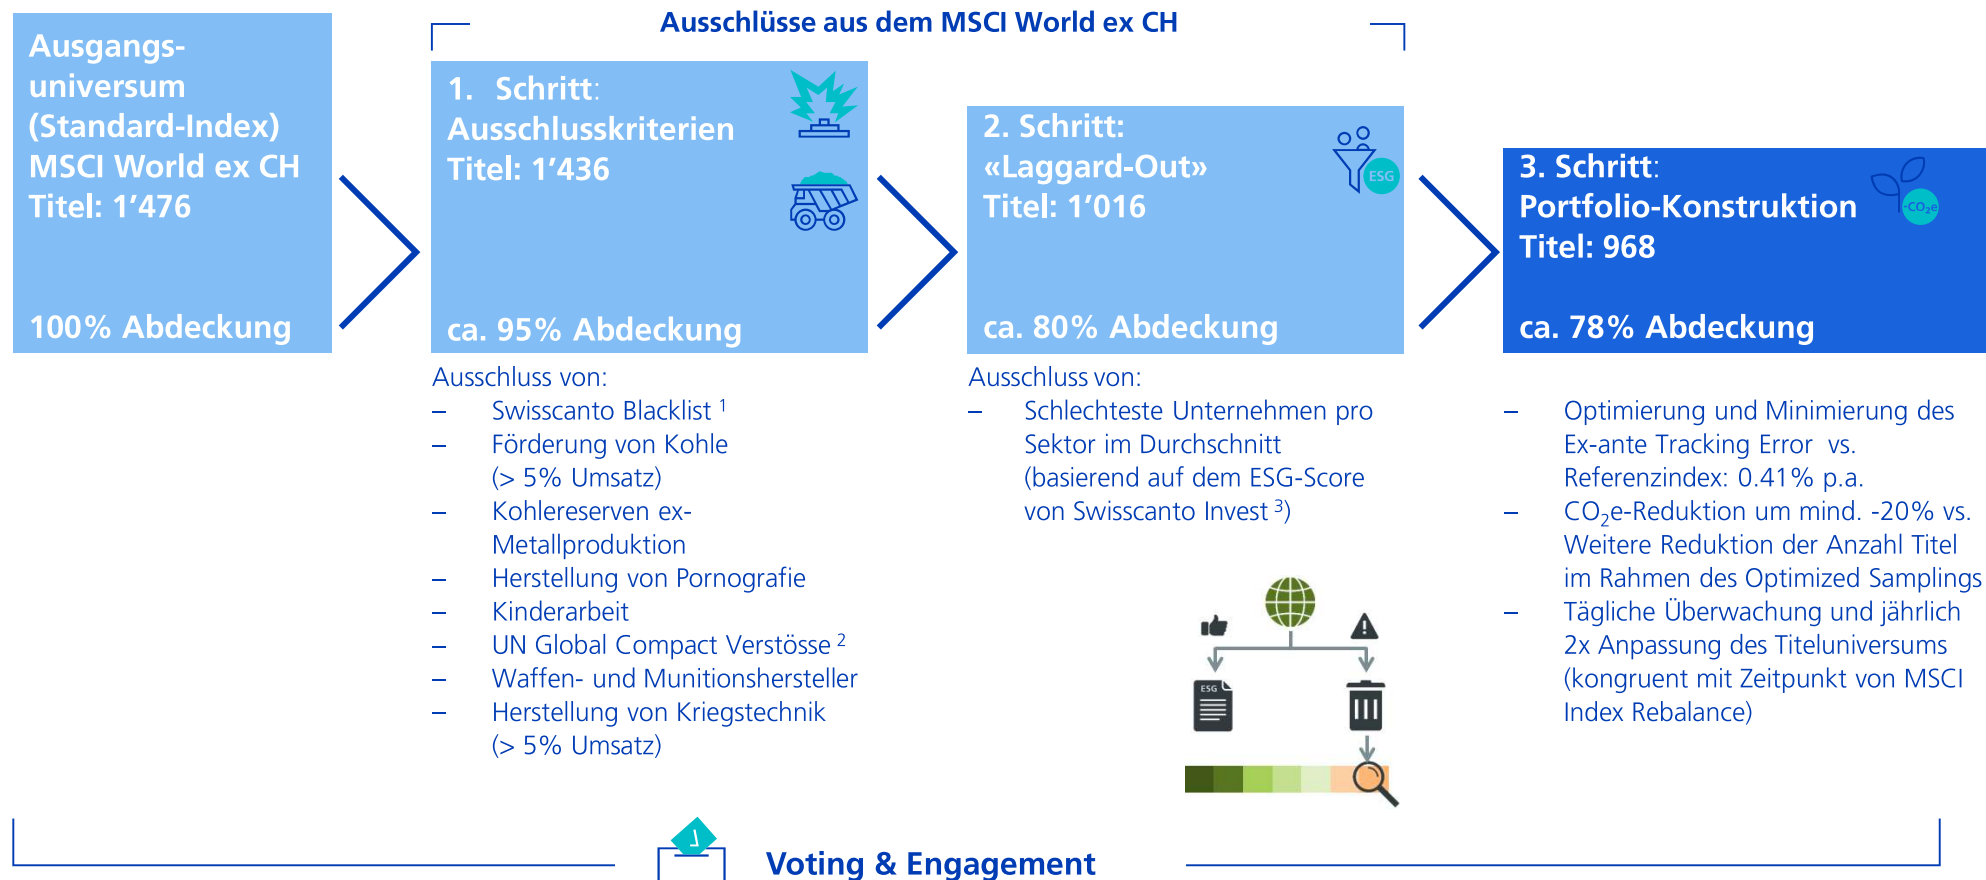 Ausschlüsse aus dem MSCI World ex CH
Ausgangs-
universum
(Standard-Index)
MSCI World ex CH
Titel: 1’476
100% Abdeckung
1. Schritt:
Ausschlusskriterien
Titel: 1’436
ca. 95% Abdeckung
Ausschluss von:
– Swisscanto Blacklist 1
– Förderung von Kohle
(> 5% Umsatz)
– Kohlereserven ex-
Metallproduktion
– Herstellung von Pornografie
– Kinderarbeit
– UN Global Compact Verstösse 2
– Waffen- und Munitionshersteller
– Herstellung von Kriegstechnik
(> 5% Umsatz)
2. Schritt:
«Laggard-Out»
Titel: 1’016
ESG
ca. 80% Abdeckung
Ausschluss von:
– Schlechteste Unternehmen pro
Sektor im Durchschnitt
(basierend auf dem ESG-Score
von Swisscanto Invest 3)
ESG
3. Schritt:
Portfolio-Konstruktion
Titel: 968
-CO2e
ca. 78% Abdeckung
– Optimierung und Minimierung des
Ex-ante Tracking Error vs.
Referenzindex: 0.41% p.a.
– CO2e-Reduktion um mind. -20% vs.
Weitere Reduktion der Anzahl Titel
im Rahmen des Optimized Samplings
– Tägliche Überwachung und jährlich
2x Anpassung des Titeluniversums
(kongruent mit Zeitpunkt von MSCI
Index Rebalance)
Voting & Engagement